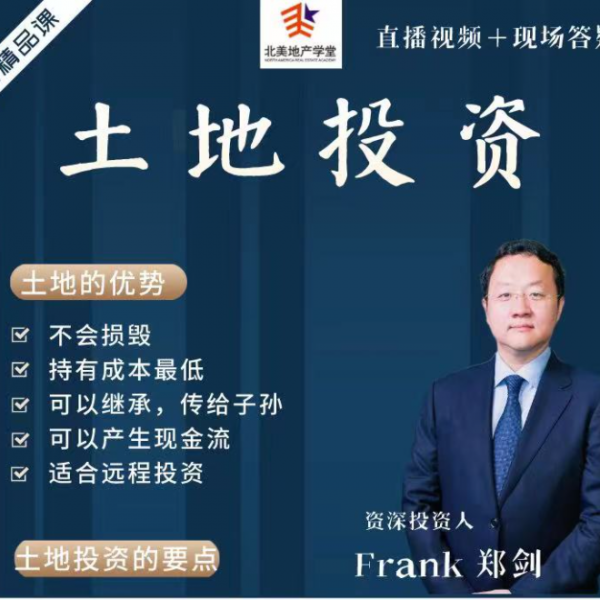 精品课
北美地产学堂
NORTH AMERICA REAL ESTATE ACADEMY
直播视频+现场答疑
土地投资
土地的优势
不会损毁
持有成本最低
可以继承，传给子孙
可以产生现金流
适合远程投资
资深投资人
Frank 郑剑
土地投资的要点